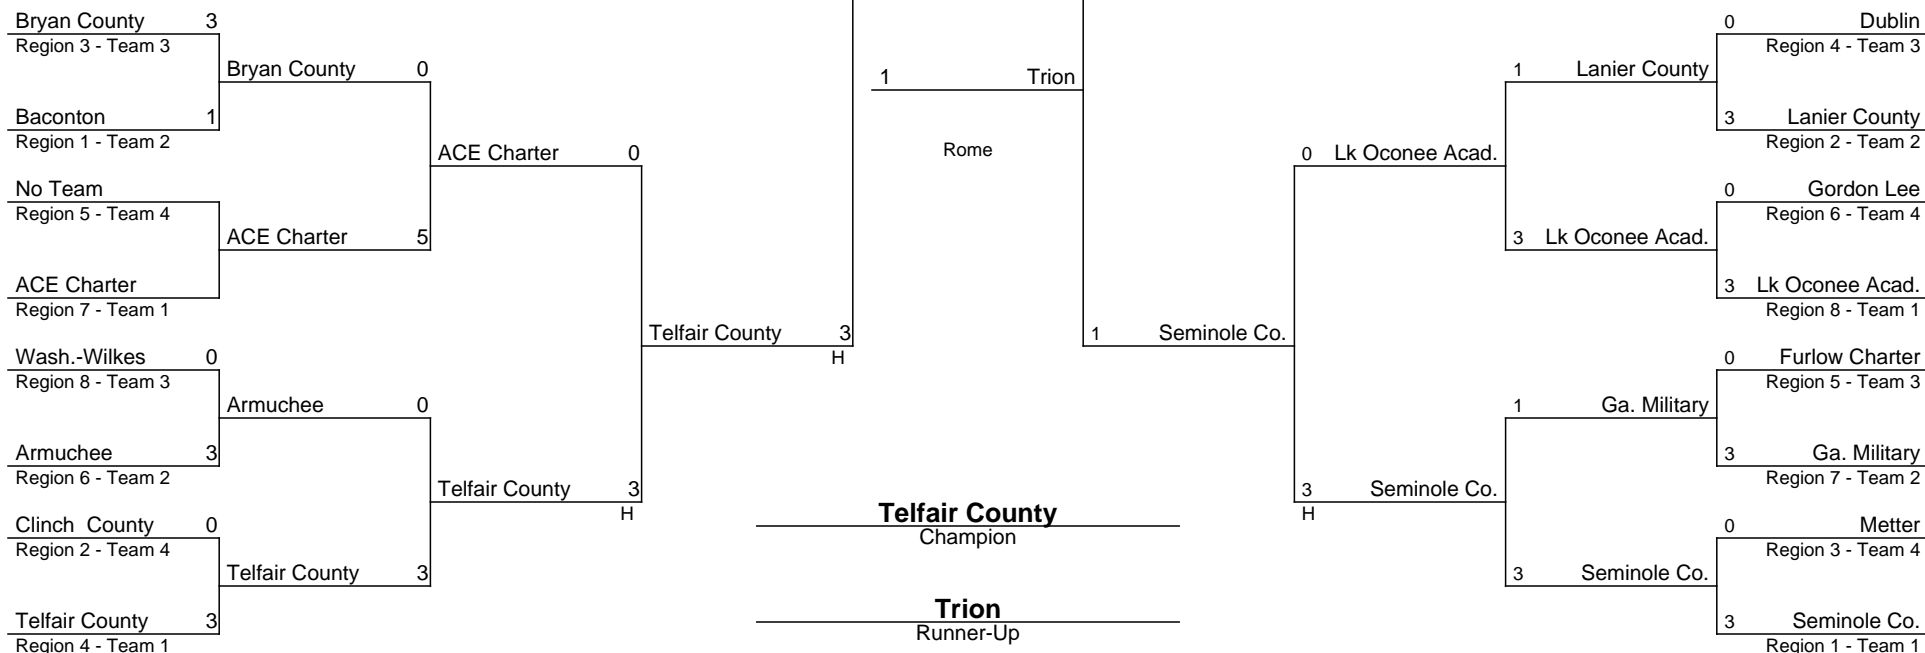 Bryan County 3
Region 3 - Team 3
Baconton 1
Region 1 - Team 2
No Team
Region 5 - Team 4
ACE Charter
Region 7 - Team 1
Wash.-Wilkes 0
Region 8 - Team 3
Armuchee 3
Region 6 - Team 2
Clinch County 0
Region 2 - Team 4
Telfair County 3
Region 4 - Team 1
Bryan County 0
ACE Charter 5
Armuchee 0
Telfair County 3
ACE Charter 0
Telfair County 3
H
Telfair County 3
H
1 Trion
Rome
Telfair County
Champion
Trion
Runner-Up
1 Seminole Co.
0 Lk Oconee Acad.
3 Seminole Co.
H
1 Lanier County
3 Lk Oconee Acad.
1 Ga. Military
3 Seminole Co.
0 Dublin
Region 4 - Team 3
3 Lanier County
Region 2 - Team 2
0 Gordon Lee
Region 6 - Team 4
3 Lk Oconee Acad.
Region 8 - Team 1
0 Furlow Charter
Region 5 - Team 3
3 Ga. Military
Region 7 - Team 2
0 Metter
Region 3 - Team 4
3 Seminole Co.
Region 1 - Team 1